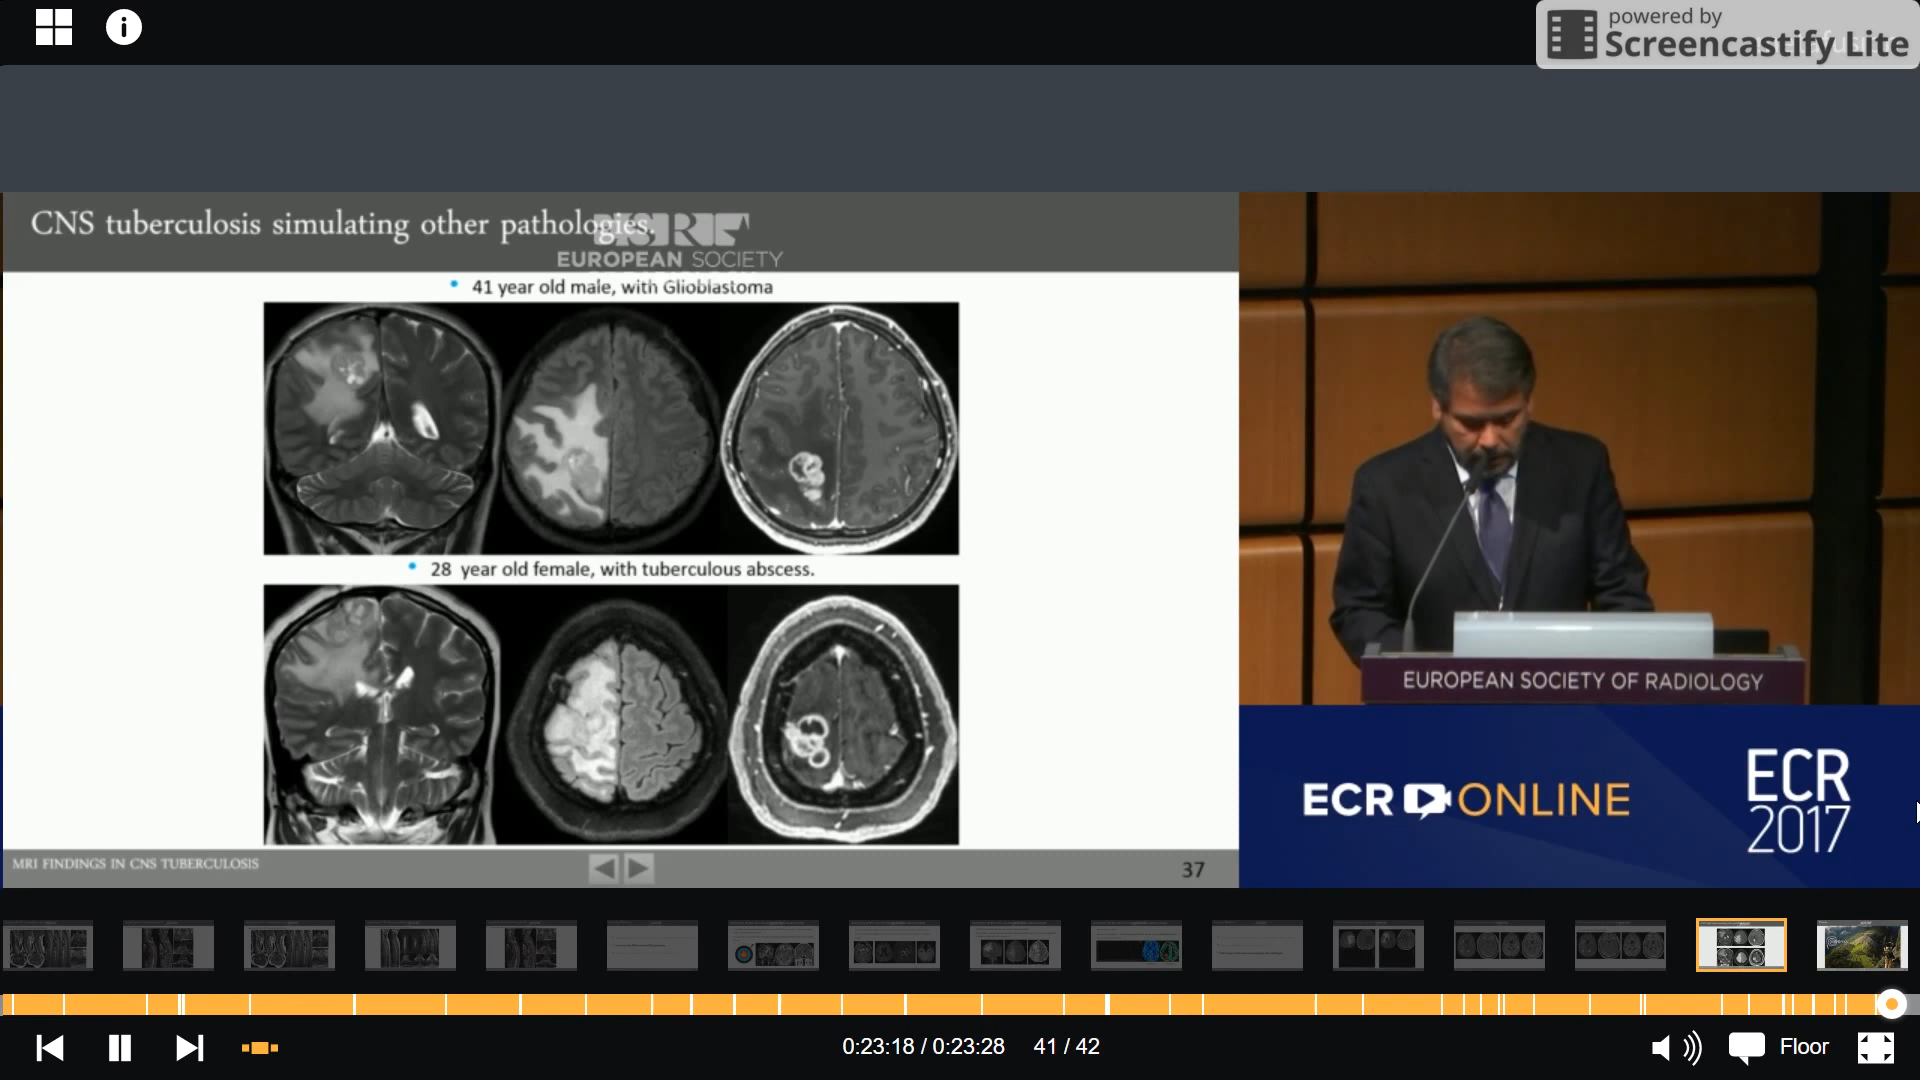 powered by
Screencastify Lite
CNS tuberculosis simulating other pathologies.
EUROPEAN SOCIETY
• 41 year old male, with Glioblastoma
• 28 year old female, with tuberculous abscess.
MRI FINDINGS IN CNS TUBERCULOSIS
37
EUROPEAN SOCIETY OF RADIOLOGY
ECR ONLINE
ECR
2017
0:23:18 / 0:23:28
41 / 42
Floor